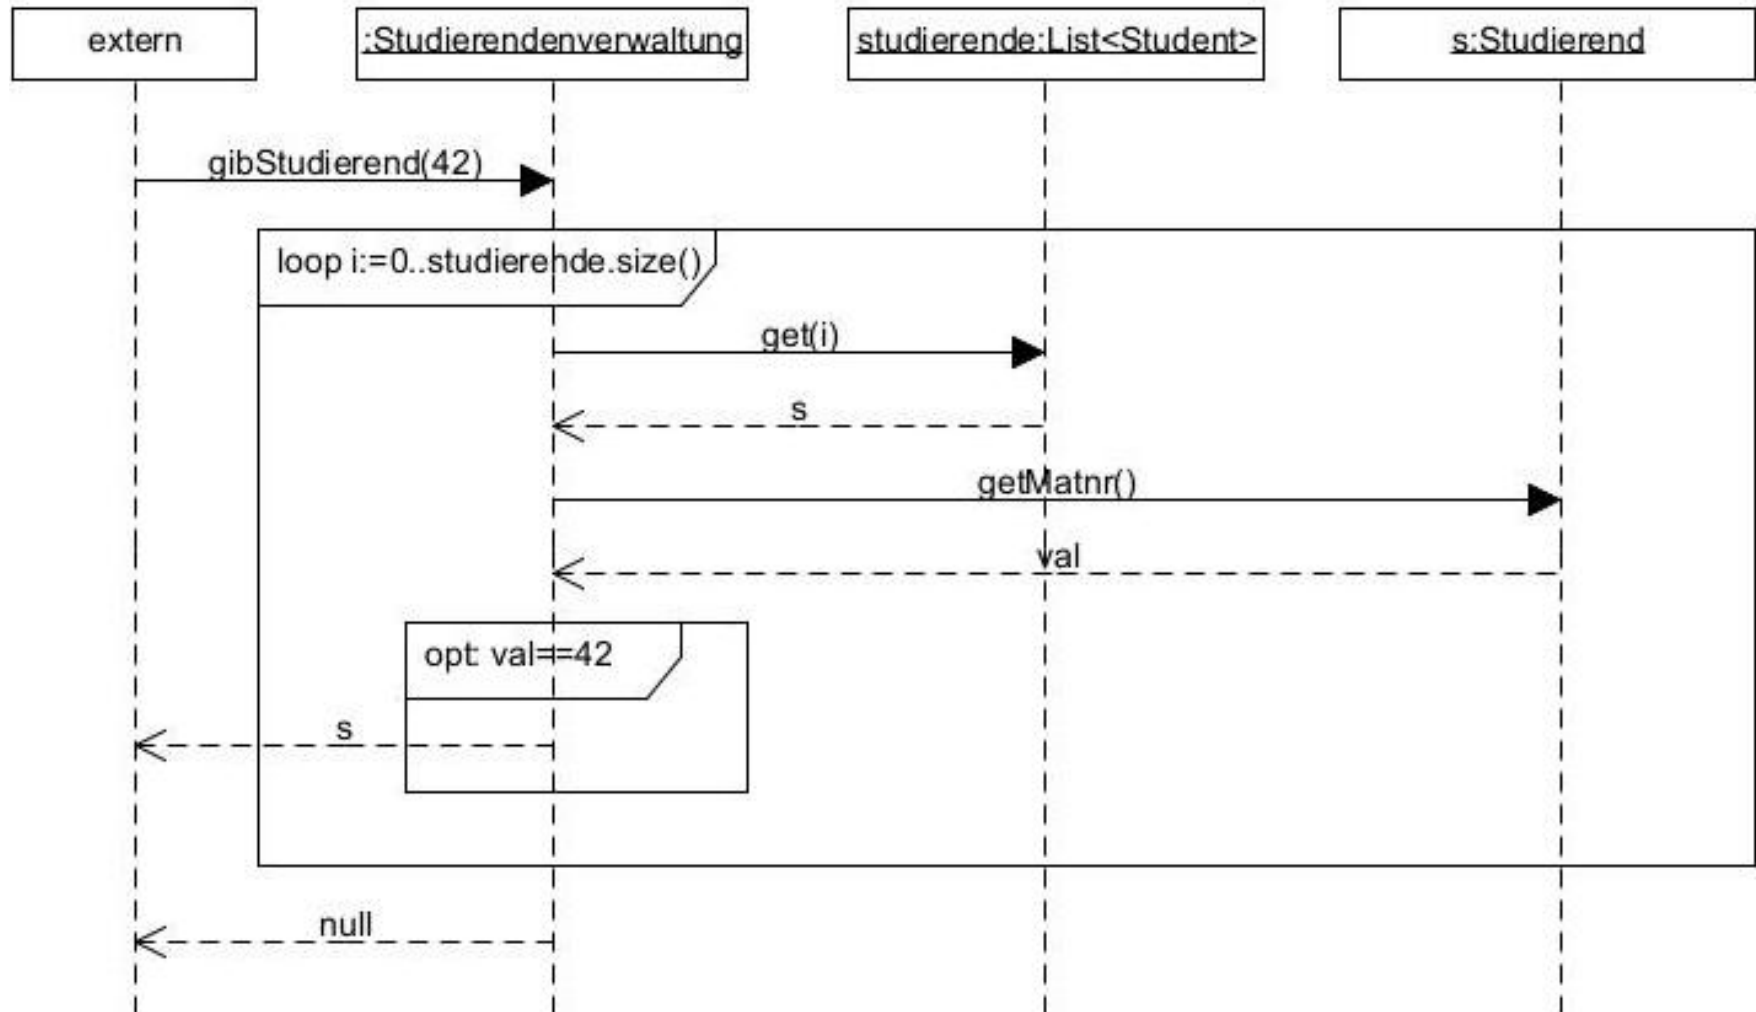 extern
:Studierendenverwaltung
studierende:List<Student>
s:Studierend
gibStudierend(42)
loop i:=0..studierende.size()
get(i)
s
getMatnr()
val
opt: val==42
s
null